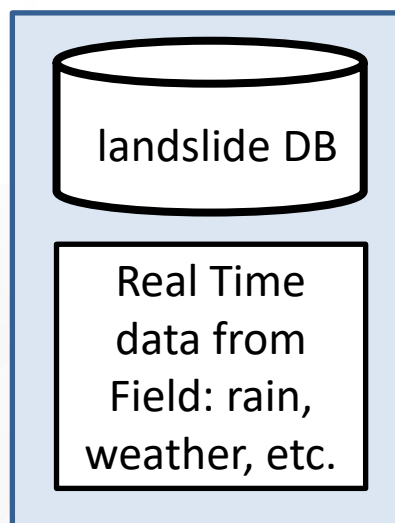 landslide DB
Real Time
data from
Field: rain,
weather, etc.